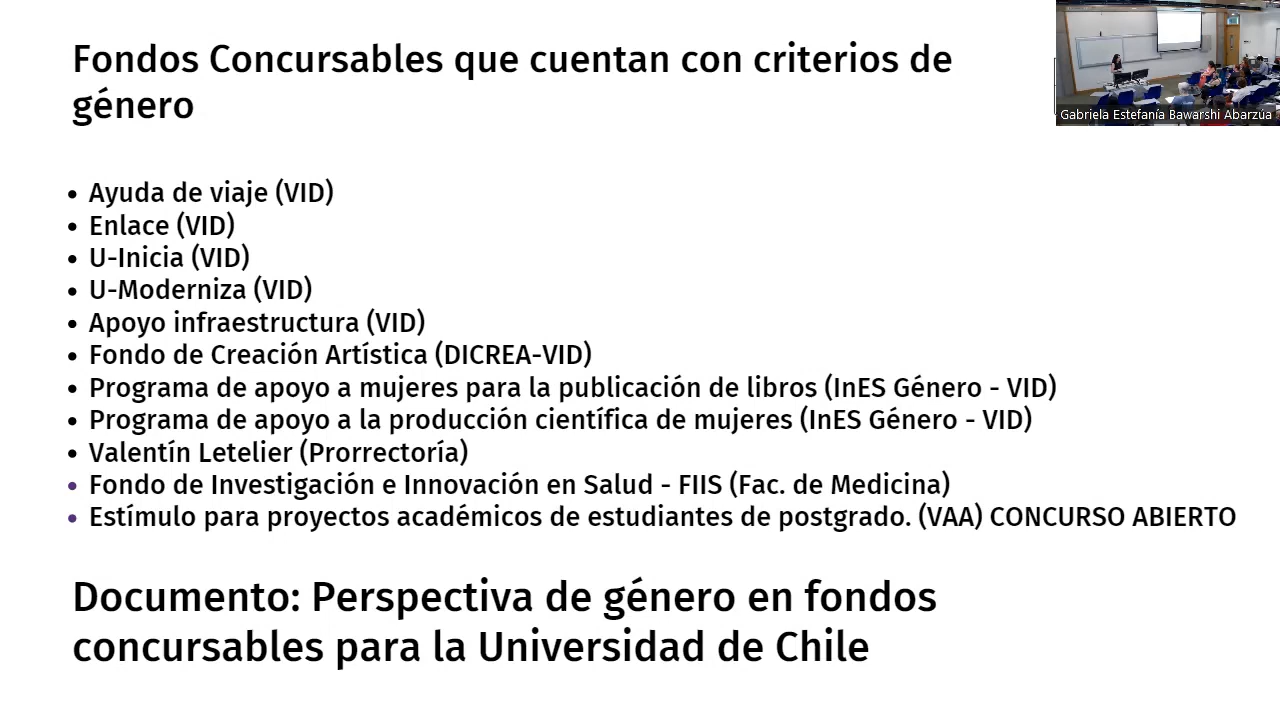 Fondos Concursables que cuentan con criterios de
género
Gabriela Estefanía Bawarshi Abarzúa
• Ayuda de viaje (VID)
• Enlace (VID)
• U-Inicia (VID)
• U-Moderniza (VID)
• Apoyo infraestructura (VID)
• Fondo de Creación Artística (DICREA-VID)
• Programa de apoyo a mujeres para la publicación de libros (InES Género - VID)
• Programa de apoyo a la producción científica de mujeres (InES Género - VID)
• Valentín Letelier (Prorrectoría)
• Fondo de Investigación e Innovación en Salud - FIIS (Fac. de Medicina)
• Estímulo para proyectos académicos de estudiantes de postgrado. (VAA) CONCURSO ABIERTO
Documento: Perspectiva de género en fondos
concursables para la Universidad de Chile